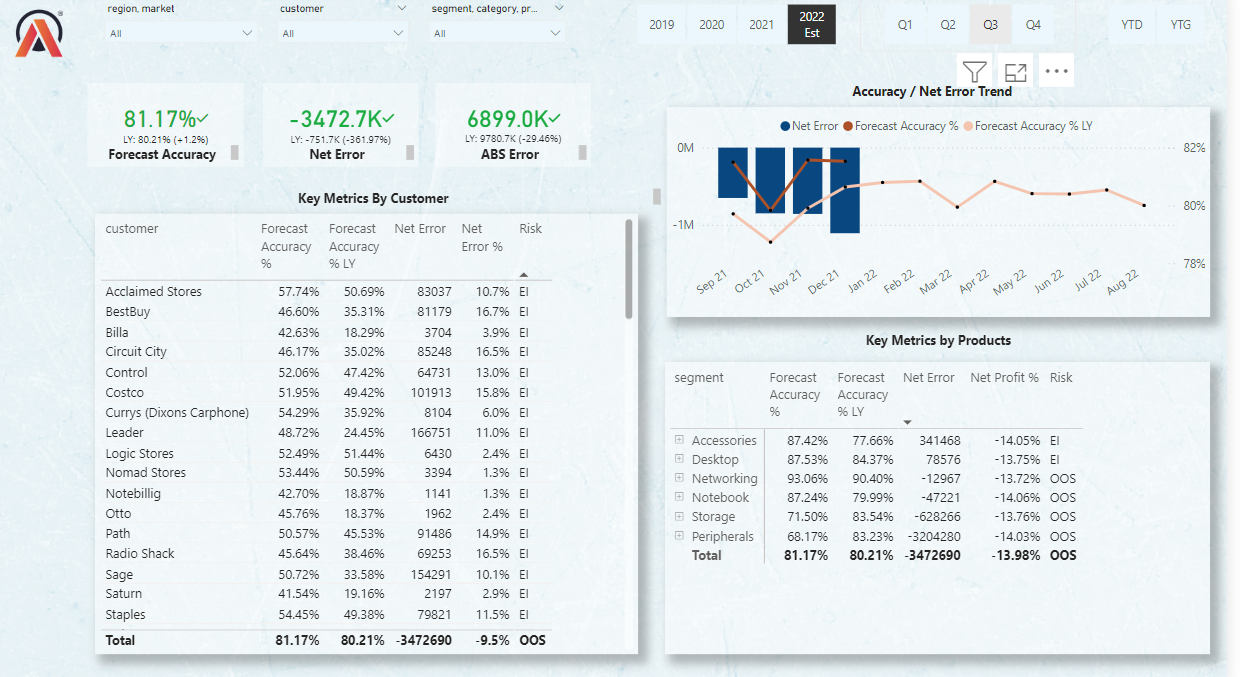 region, market
customer
segment, category, pr...
All
All
All
2019
2020
2021
2022
Est
Q1
Q2
Q3
Q4
YTD
YTG
81.17%
LY: 80.21% (+1.2%)
Forecast Accuracy
-3472.7K
LY: -751.7K (-361.97%)
Net Error
6899.0K
LY: 9780.7K (-29.46%)
ABS Error
Accuracy / Net Error Trend
Net Error Forecast Accuracy % Forecast Accuracy % LY
0M
-1M
82%
80%
78%
Sep 21
Oct 21
Nov 21
Dec 21
Jan 22
Feb 22
Mar 22
Apr 22
May 22
Jun 22
Jul 22
Aug 22
Key Metrics By Customer
customer Forecast Accuracy % Forecast Accuracy % LY Net Error Net Error % Risk
Acclaimed Stores 57.74% 50.69% 83037 10.7% EI
BestBuy 46.60% 35.31% 81179 16.7% EI
Billa 42.63% 18.29% 3704 3.9% EI
Circuit City 46.17% 35.02% 85248 16.5% EI
Control 52.06% 47.42% 64731 13.0% EI
Costco 51.95% 49.42% 101913 15.8% EI
Currys (Dixons Carphone) 54.29% 35.92% 8104 6.0% EI
Leader 48.72% 24.45% 166751 11.0% EI
Logic Stores 52.49% 51.44% 6430 2.4% EI
Nomad Stores 53.44% 50.59% 3394 1.3% EI
Notebillig 42.70% 18.87% 1141 1.3% EI
Otto 45.76% 18.37% 1962 2.4% EI
Path 50.57% 45.53% 91486 14.9% EI
Radio Shack 45.64% 38.46% 69253 16.5% EI
Sage 50.72% 33.58% 154291 10.1% EI
Saturn 41.54% 19.16% 2197 2.9% EI
Staples 54.45% 49.38% 79821 11.5% EI
Total 81.17% 80.21% -3472690 -9.5% OOS
Key Metrics by Products
segment Forecast Accuracy % Forecast Accuracy % LY Net Error Net Profit % Risk
Accessories 87.42% 77.66% 341468 -14.05% EI
Desktop 87.53% 84.37% 78576 -13.75% EI
Networking 93.06% 90.40% -12967 -13.72% OOS
Notebook 87.24% 79.99% -47221 -14.06% OOS
Storage 71.50% 83.54% -628266 -13.76% OOS
Peripherals 68.17% 83.23% -3204280 -14.03% OOS
Total 81.17% 80.21% -3472690 -13.98% OOS